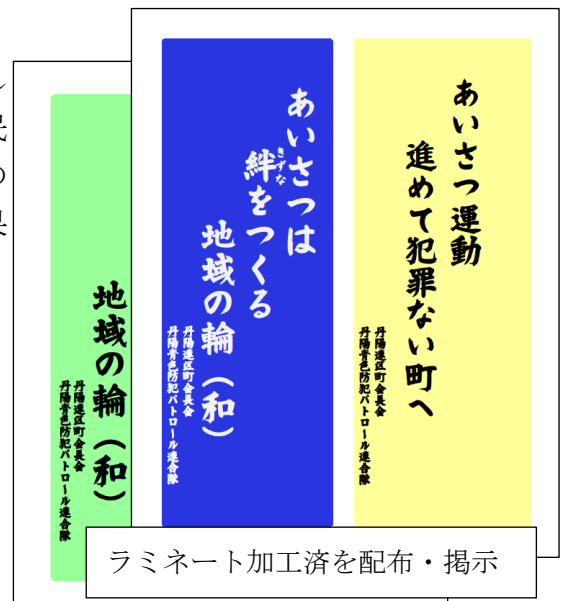 あいさつ運動
進めて犯罪ない町へ
丹陽連区町会長会
丹陽青色防犯パトロール連合隊
あいさつは
絆をつくる
きずな
地域の輪（和）
丹陽連区町会長会
丹陽青色防犯パトロール連合隊
地域の輪（和）
丹陽連区町会長会
丹陽青色防犯パトロール連合隊
ラミネート加工済を配布・掲示